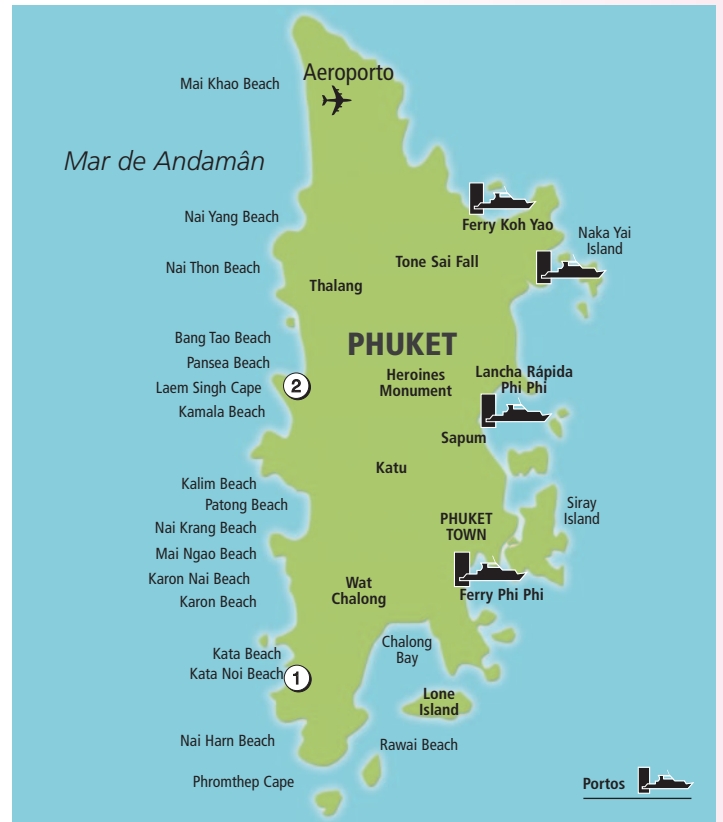 Aeroporto
Mai Khao Beach
Mar de Andamân
Nai Yang Beach
Ferry Koh Yao
Naka Yai
Island
Nai Thon Beach
Tone Sai Fall
Thalang
Bang Tao Beach
PHUKET
Pansea Beach
Heroines
Monument
Lancha Rápida
Phi Phi
Laem Singh Cape
2
Kamala Beach
Sapum
Katu
Kalim Beach
Patong Beach
Siray
Island
Nai Krang Beach
PHUKET
TOWN
Mai Ngao Beach
Karon Nai Beach
Wat
Chalong
Ferry Phi Phi
Karon Beach
Chalong
Bay
Kata Beach
Kata Noi Beach
1
Lone
Island
Nai Harn Beach
Rawai Beach
Phromthep Cape
Portos